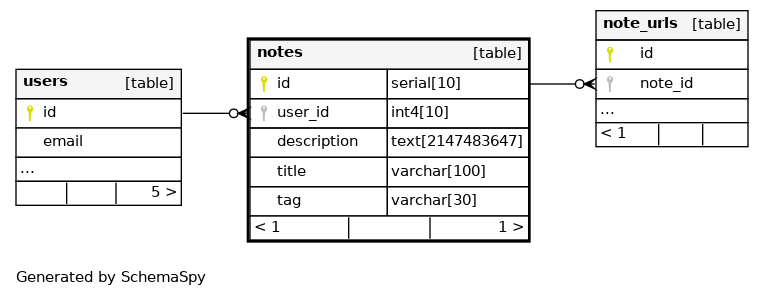 users [table]
id
email
...
5 >
notes [table]
id serial[10]
user_id int4[10]
description text[2147483647]
title varchar[100]
tag varchar[30]
< 1 1 >
note_urls [table]
id
note_id
...
< 1
Generated by SchemaSpy